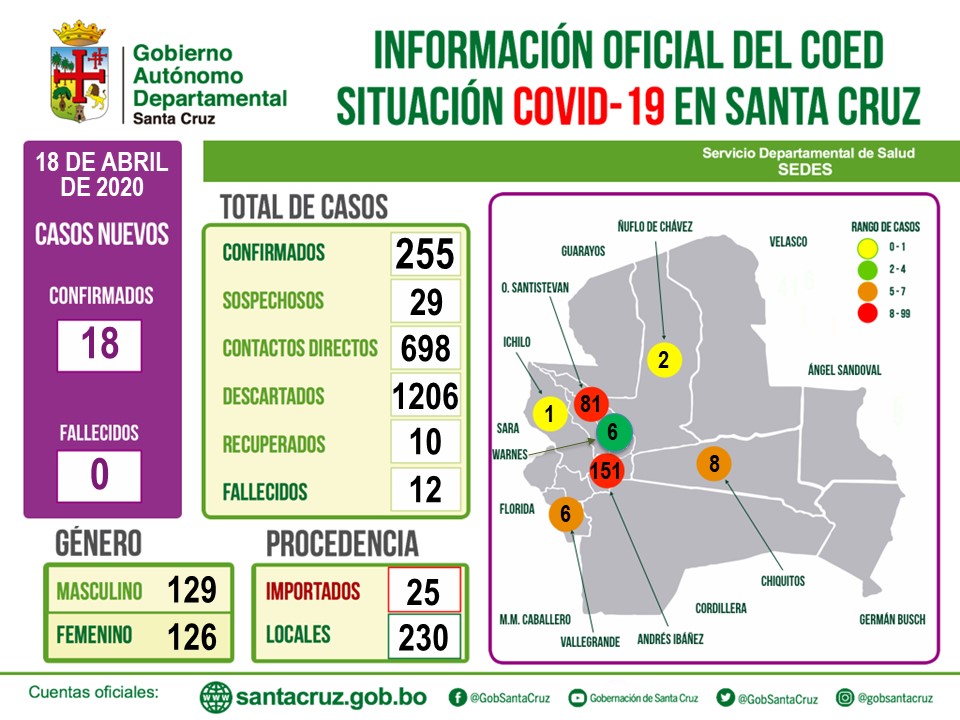 Gobierno
Autónomo
Departamental
Santa Cruz
INFORMACIÓN OFICIAL DEL COED
SITUACIÓN COVID-19 EN SANTA CRUZ
Servicio Departamental de Salud
SEDES
18 DE ABRIL
DE 2020
CASOS NUEVOS
CONFIRMADOS
18
FALLECIDOS
0
TOTAL DE CASOS
CONFIRMADOS 255
SOSPECHOSOS 29
CONTACTOS DIRECTOS 698
DESCARTADOS 1206
RECUPERADOS 10
FALLECIDOS 12
GÉNERO
MASCULINO 129
FEMENINO 126
PROCEDENCIA
IMPORTADOS 25
LOCALES 230
ÑUFLO DE CHÁVEZ
GUARAYOS
VELASCO
O. SANTISTEVAN
ICHILO
ÁNGEL SANDOVAL
SARA
WARNES
FLORIDA
CHIQUITOS
CORDILLERA
M.M. CABALLERO
GERMÁN BUSCH
VALLEGRANDE
ANDRÉS IBÁÑEZ
2
81
1
6
151
8
6
RANGO DE CASOS
0 - 1
2 - 4
5 - 7
8 - 99
Cuentas oficiales:
santacruz.gob.bo
@GobSantaCruz
Gobernación de Santa Cruz
@GobSantaCruz
@gobsantacruz